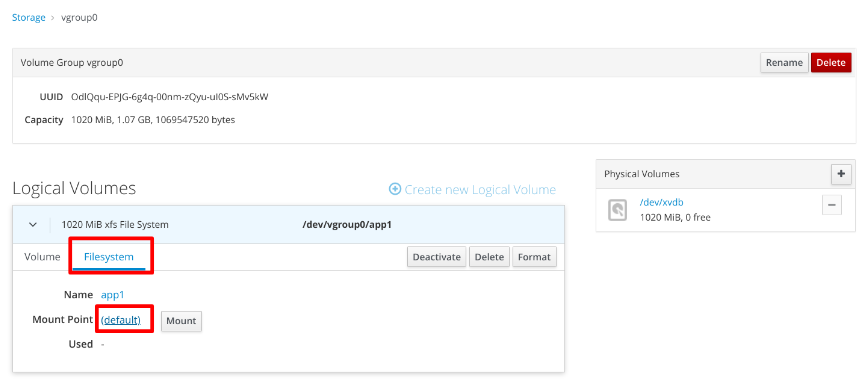 Storage › vgroup0
Volume Group vgroup0
Rename
Delete
UUID OdlQqu-EPJG-6g4q-00nm-zQyu-uI0S-sMv5kW
Capacity 1020 MiB, 1.07 GB, 1069547520 bytes
Logical Volumes
Create new Logical Volume
1020 MiB xfs File System /dev/vgroup0/app1
Volume Filesystem
Deactivate Delete Format
Name app1
Mount Point (default) Mount
Used -
Physical Volumes +
/dev/xvdb
1020 MiB, 0 free